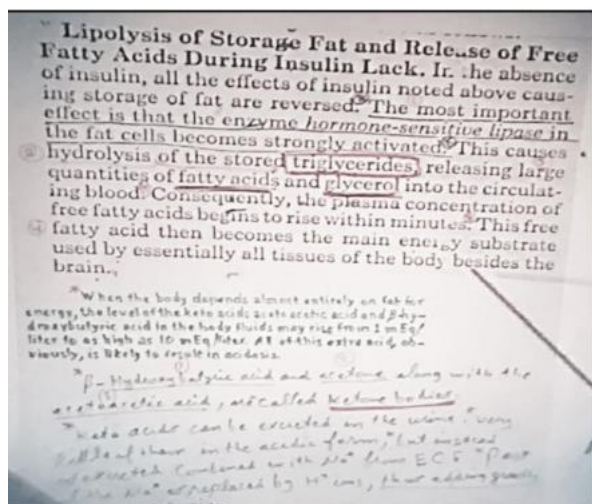 Lipolysis of Storage Fat and Release of Free
Fatty Acids During Insulin Lack. In the absence
of insulin, all the effects of insulin noted above caus-
ing storage of fat are reversed. The most important
effect is that the enzyme hormone-sensitive lipase in
the fat cells becomes strongly activated. This causes
hydrolysis of the stored triglycerides, releasing large
quantities of fatty acids and glycerol into the circulat-
ing blood. Consequently, the plasma concentration of
free fatty acids begins to rise within minutes. This free
fatty acid then becomes the main energy substrate
used by essentially all tissues of the body besides the
brain.
"When the body depends almost entirely on fat for
energy, the level of the keto acids acetoacetic acid and β-hy-
droxybutyric acid in the body fluids may rise from 1 mEq/
liter to as high as 10 mEq/liter. All of this extra acid, ob-
viously, is likely to result in acidosis.
"β-Hydroxybutyric acid and acetone along with the
acetoacetic acid, are called ketone bodies.
"Keto acids can be excreted in the urine. "very
in the acidic form," but instead
combined with Na⁺ from ECF
replaced by H⁺ ions, thus adding